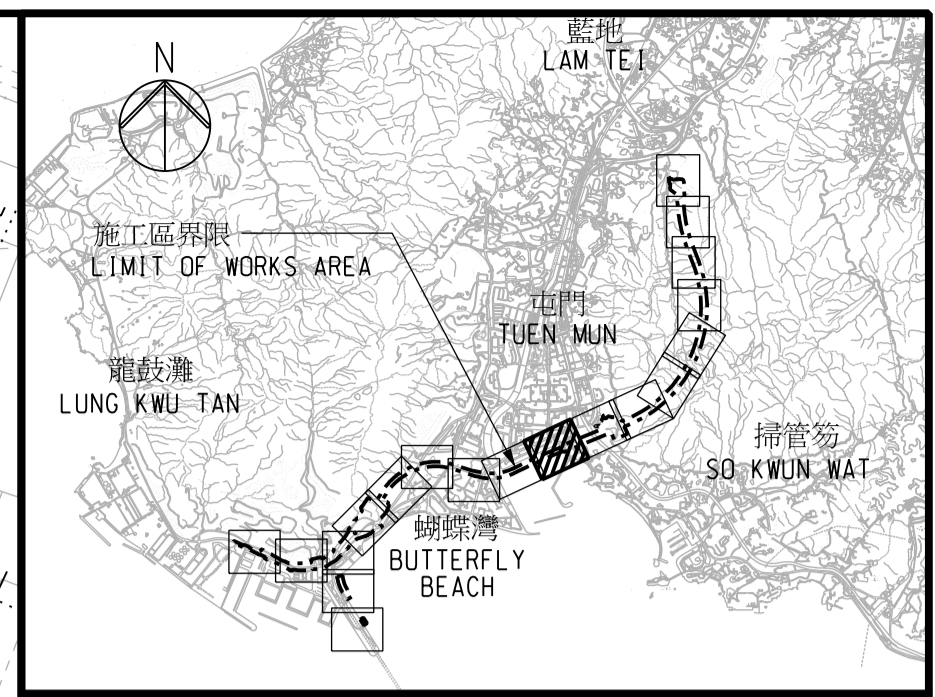 藍地
LAM TEI
N
施工區界限
LIMIT OF WORKS AREA
屯門
TUEN MUN
龍鼓灘
LUNG KWU TAN
掃管笏
SO KWUN WAT
蝴蝶灣
BUTTERFLY
BEACH